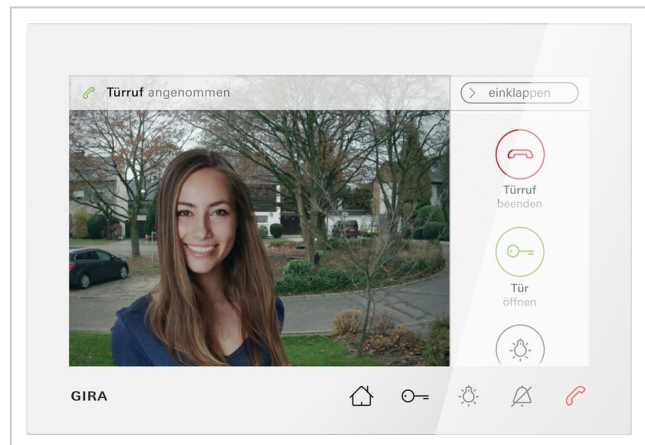 Türruf angenommen
einklappen
Türruf
beenden
Tür
öffnen
GIRA